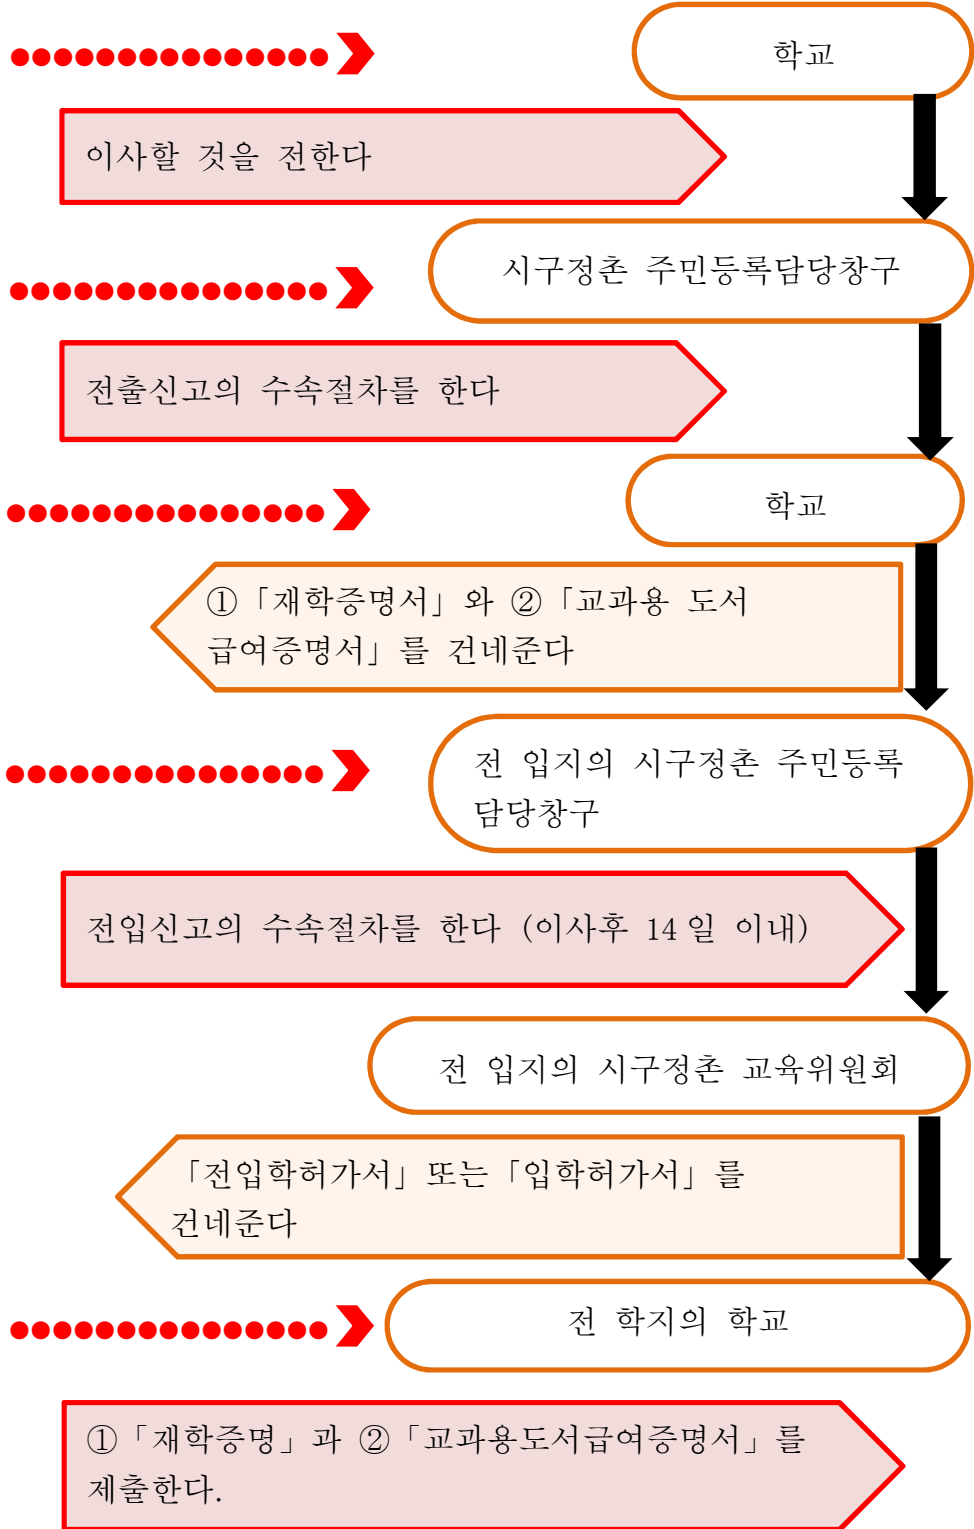 학교
이사할 것을 전한다
시구정촌 주민등록담당창구
전출신고의 수속절차를 한다
학교
①「재학증명서」와 ②「교과용 도서
급여증명서」를 건네준다
전 입지의 시구정촌 주민등록
담당창구
전입신고의 수속절차를 한다 (이사후 14일 이내)
전 입지의 시구정촌 교육위원회
「전입학허가서」또는「입학허가서」를
건네준다
전 학지의 학교
①「재학증명」과 ②「교과용도서급여증명서」를
제출한다.